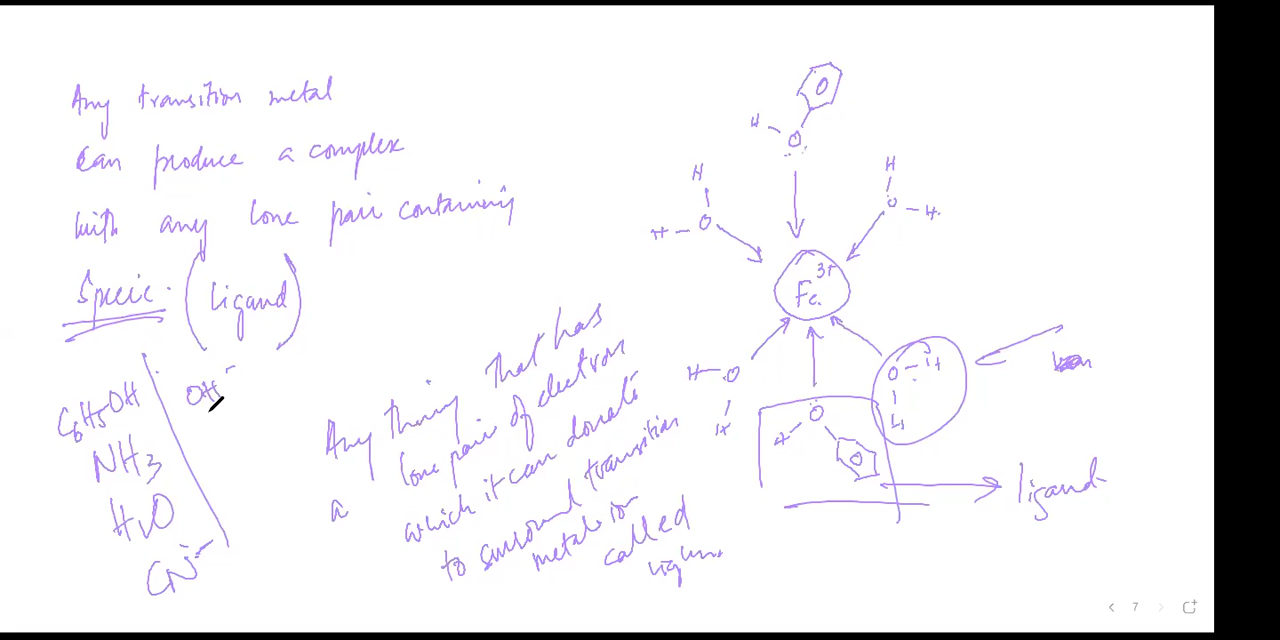 Any transition metal
Can produce a complex
with any lone pair containing
Specie. (ligand)
C6H5OH
NH3
H2O
CN-
OH-
Any thing that has
a lone pair of electron
which it can donate
to surround transition
metal ion
called
H
O
H
H - O
H
O - H
Fe 3+
H - O
H
O - H
H
H O
ligand
7